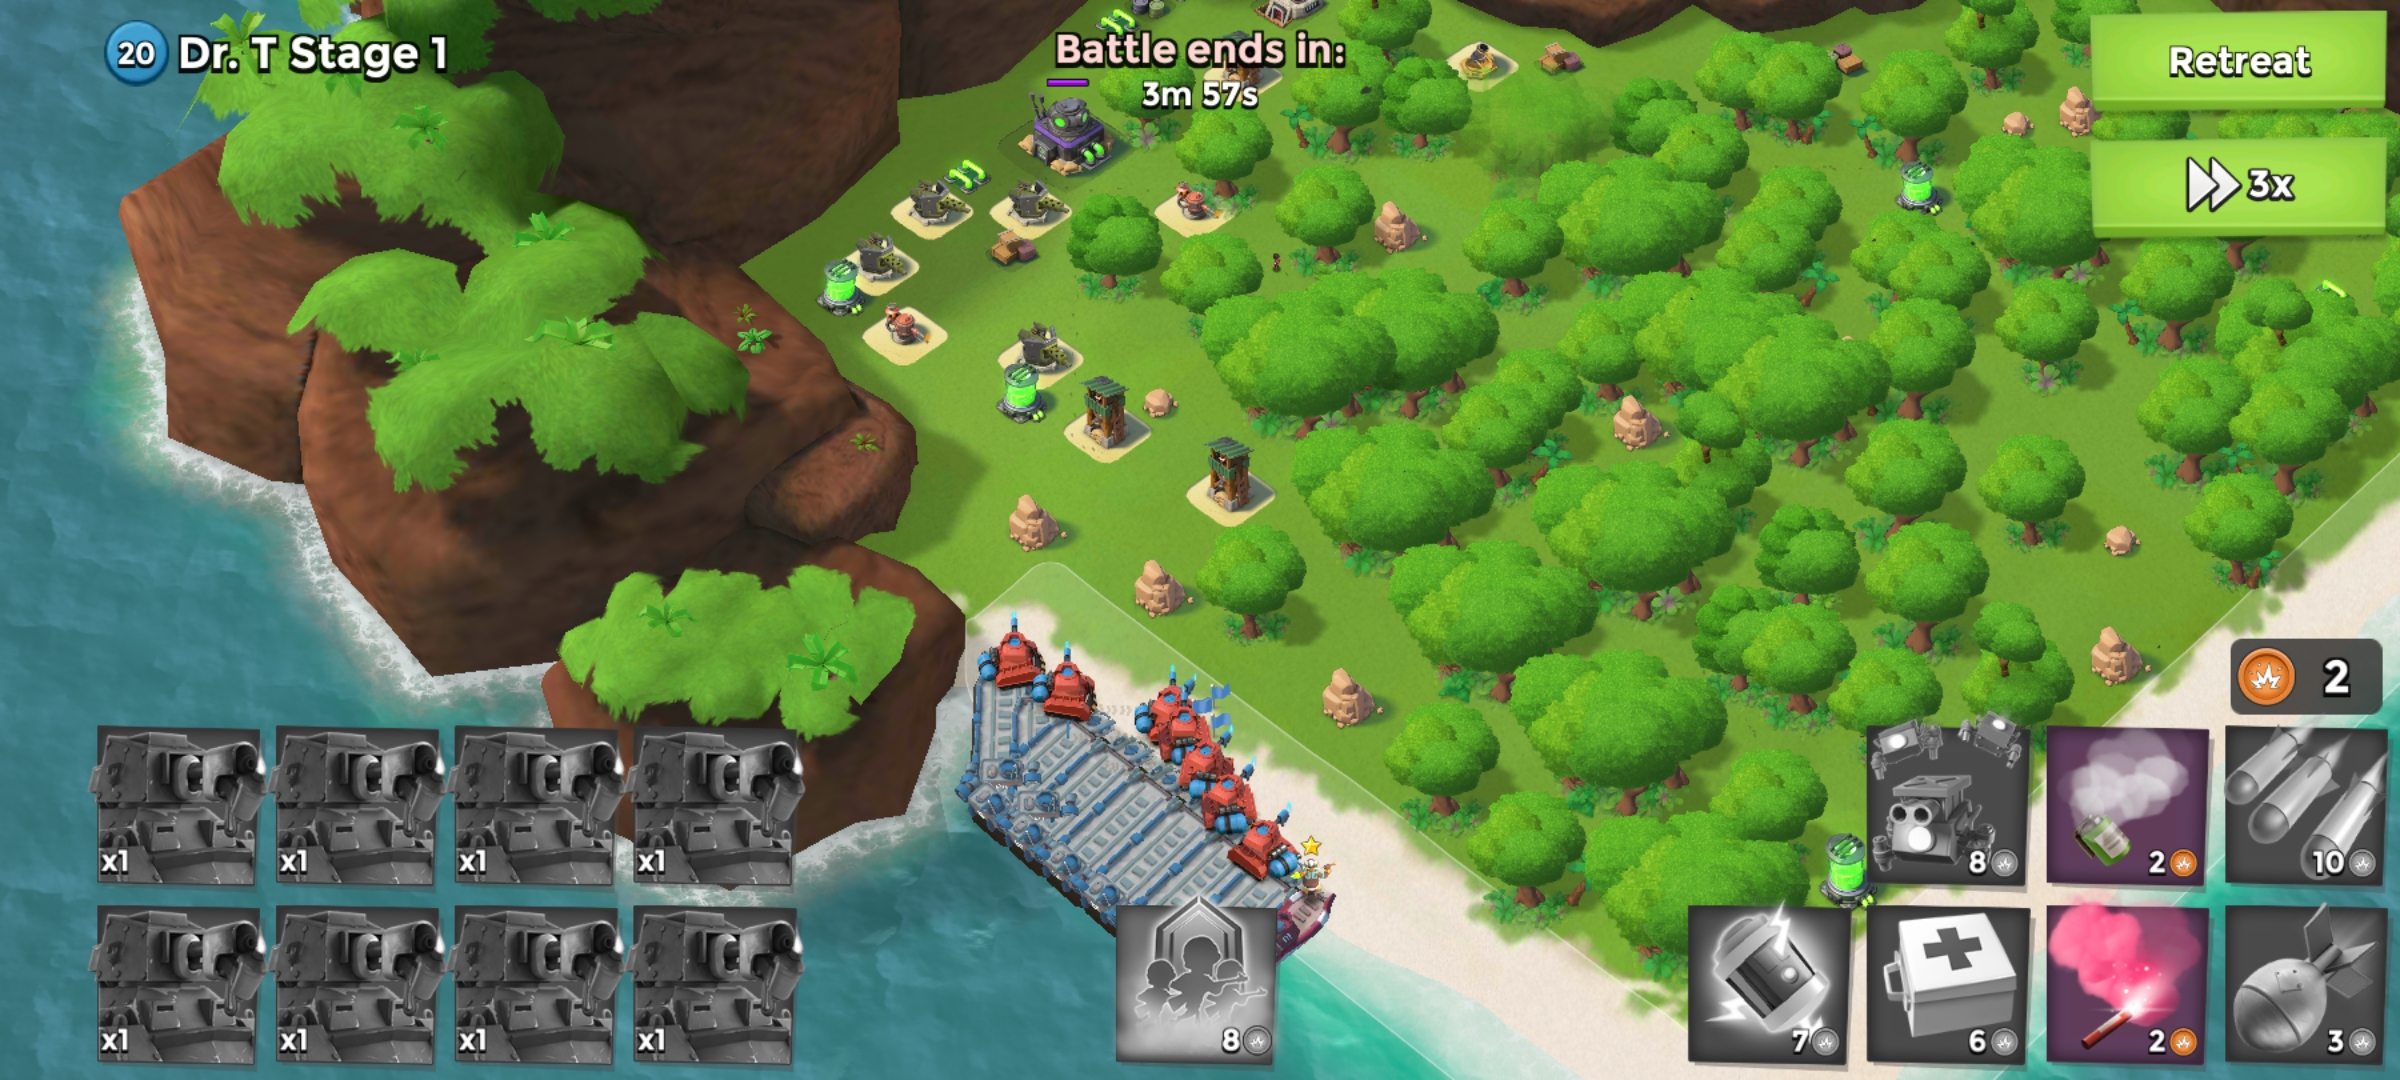 20 Dr. T Stage 1
Battle ends in:
3m 57s
Retreat
3x
2
x1 x1 x1 x1
8 2 10
x1 x1 x1 x1
8 7 6 2 3